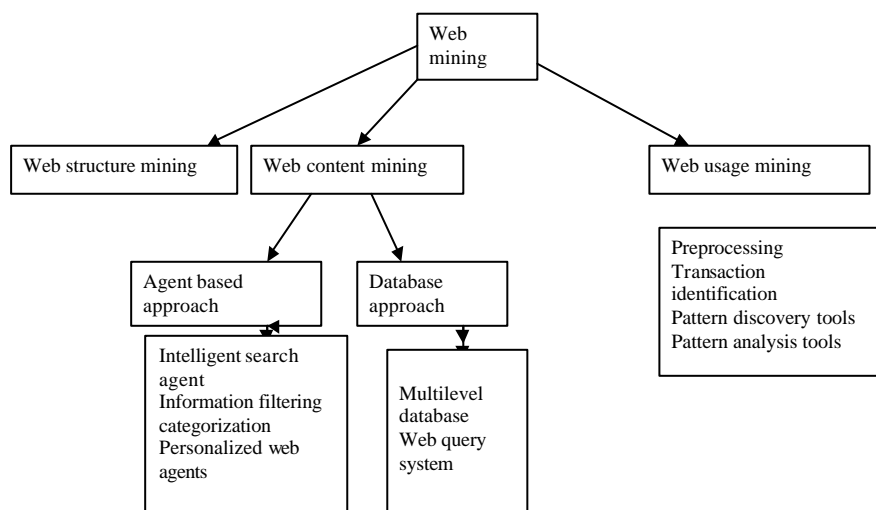 Web
mining
Web structure mining
Web content mining
Web usage mining
Preprocessing
Transaction
identification
Pattern discovery tools
Pattern analysis tools
Agent based
approach
Database
approach
Intelligent search
agent
Information filtering
categorization
Personalized web
agents
Multilevel
database
Web query
system